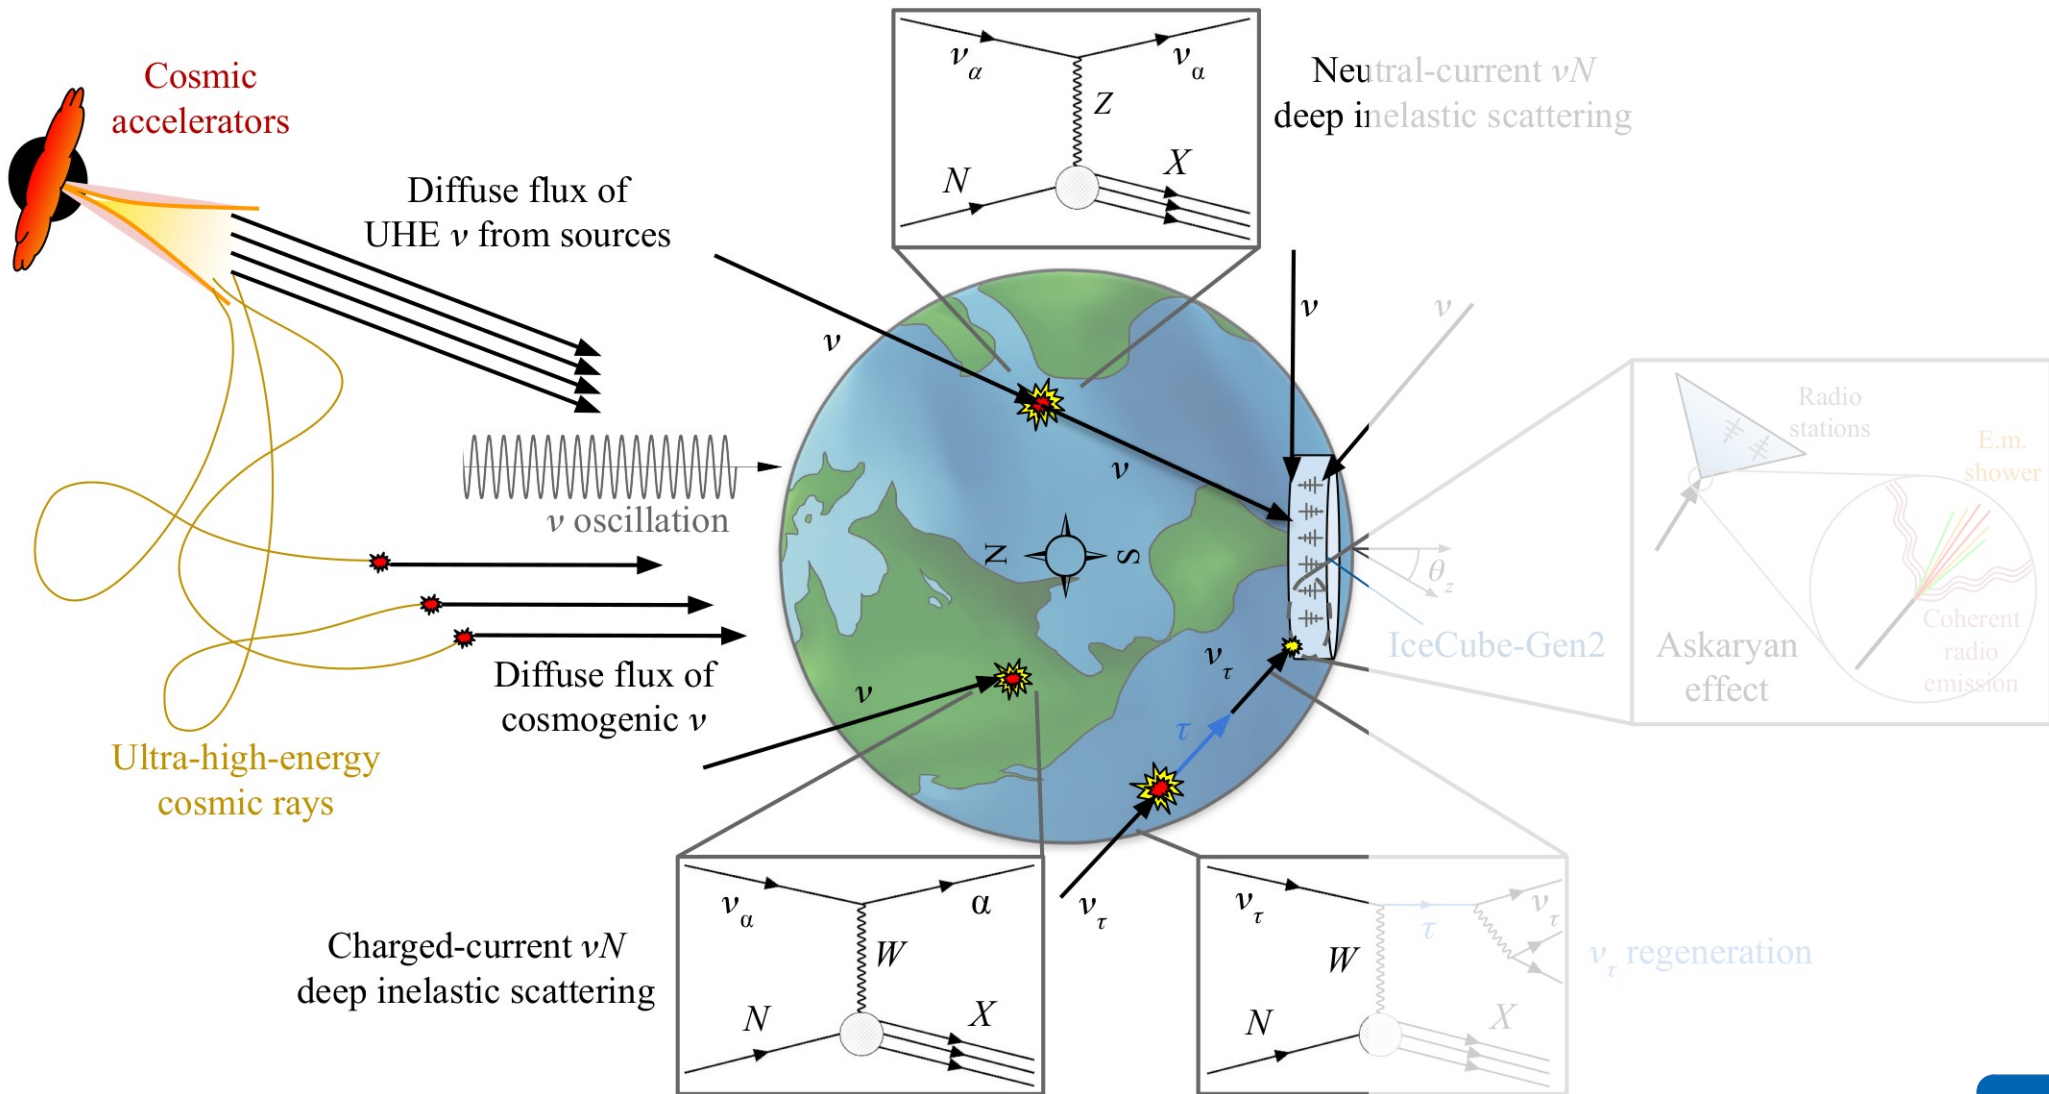 Cosmic
accelerators
Diffuse flux of
UHE ν from sources
ν_α
ν_α
Z
N
X
Neutral-current νN
deep inelastic scattering
ν
ν
ν
ν
ν oscillation
N
S
Diffuse flux of
cosmogenic ν
Ultra-high-energy
cosmic rays
ν
ν_τ
τ
ν_τ
θ_z
IceCube-Gen2
Radio
stations
E.m.
shower
Askaryan
effect
Coherent
radio
emission
Charged-current νN
deep inelastic scattering
ν_α
α
W
N
X
ν_τ
τ
ν_τ
W
N
X
ν_τ regeneration